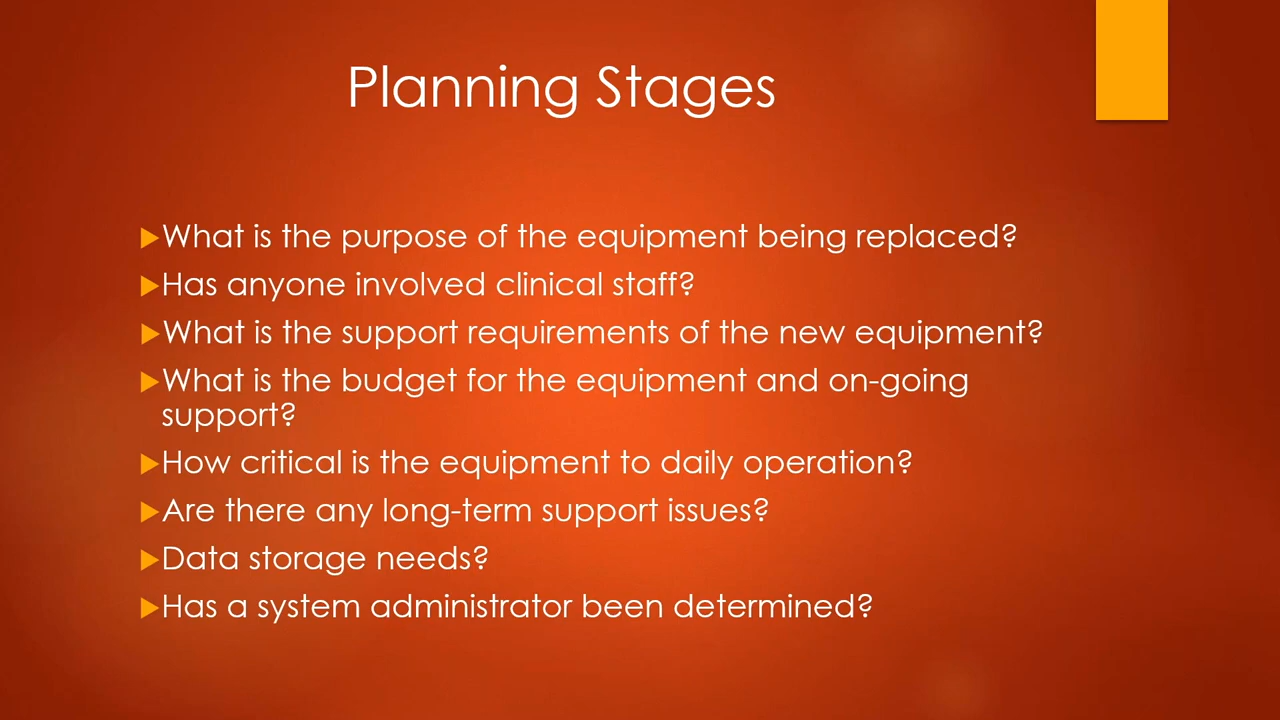 Planning Stages
What is the purpose of the equipment being replaced?
Has anyone involved clinical staff?
What is the support requirements of the new equipment?
What is the budget for the equipment and on-going
support?
How critical is the equipment to daily operation?
Are there any long-term support issues?
Data storage needs?
Has a system administrator been determined?